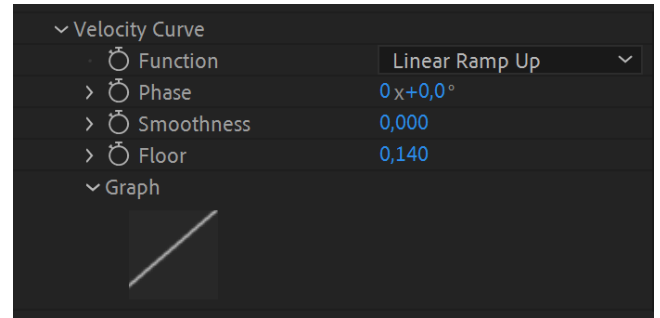 Velocity Curve
Function Linear Ramp Up
Phase 0x+0,0°
Smoothness 0,000
Floor 0,140
Graph